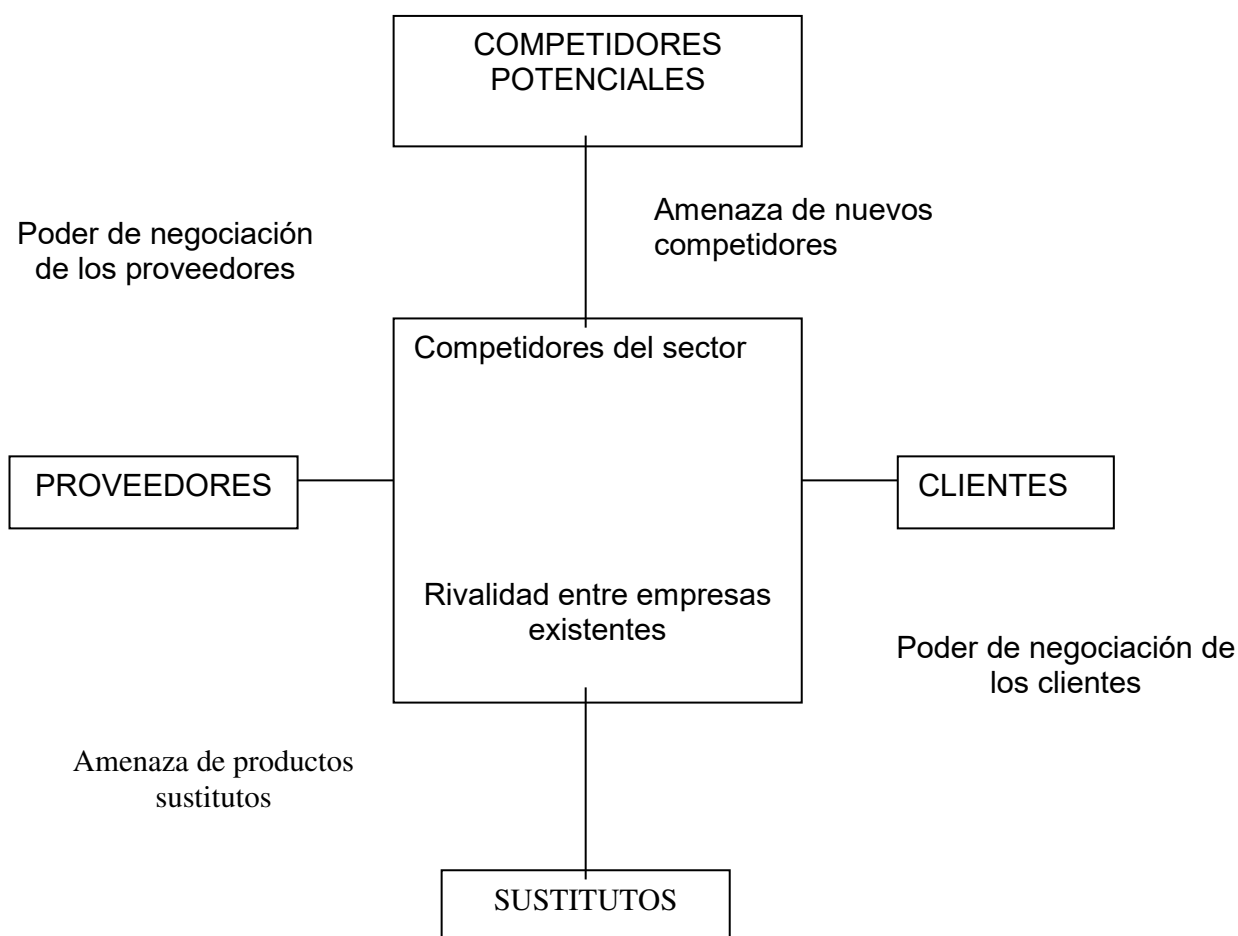 COMPETIDORES
POTENCIALES
Poder de negociación
de los proveedores
Amenaza de nuevos
competidores
Competidores del sector
PROVEEDORES
CLIENTES
Rivalidad entre empresas
existentes
Poder de negociación de
los clientes
Amenaza de productos
sustitutos
SUSTITUTOS